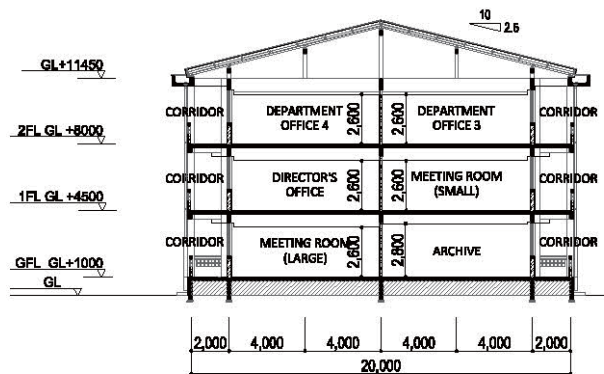 10
2.5
GL+11450
CORRIDOR
DEPARTMENT
OFFICE 4
2,600
2,600
DEPARTMENT
OFFICE 3
CORRIDOR
2FL GL +8000
CORRIDOR
DIRECTOR'S
OFFICE
2,600
2,600
MEETING ROOM
(SMALL)
CORRIDOR
1FL GL +4500
CORRIDOR
MEETING ROOM
(LARGE)
2,600
2,800
ARCHIVE
CORRIDOR
GFL GL+1000
GL
2,000
4,000
4,000
4,000
4,000
2,000
20,000